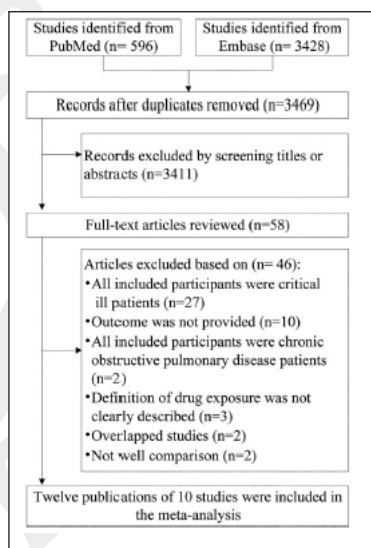 Studies identified from
PubMed (n= 596)
Studies identified from
Embase (n= 3428)
Records after duplicates removed (n=3469)
Records excluded by screening titles or
abstracts (n=3411)
Full-text articles reviewed (n=58)
Articles excluded based on (n= 46):
•All included participants were critical
ill patients (n=27)
•Outcome was not provided (n=10)
•All included participants were chronic
obstructive pulmonary disease patients
(n=2)
•Definition of drug exposure was not
clearly described (n=3)
•Overlapped studies (n=2)
•Not well comparison (n=2)
Twelve publications of 10 studies were included in
the meta-analysis